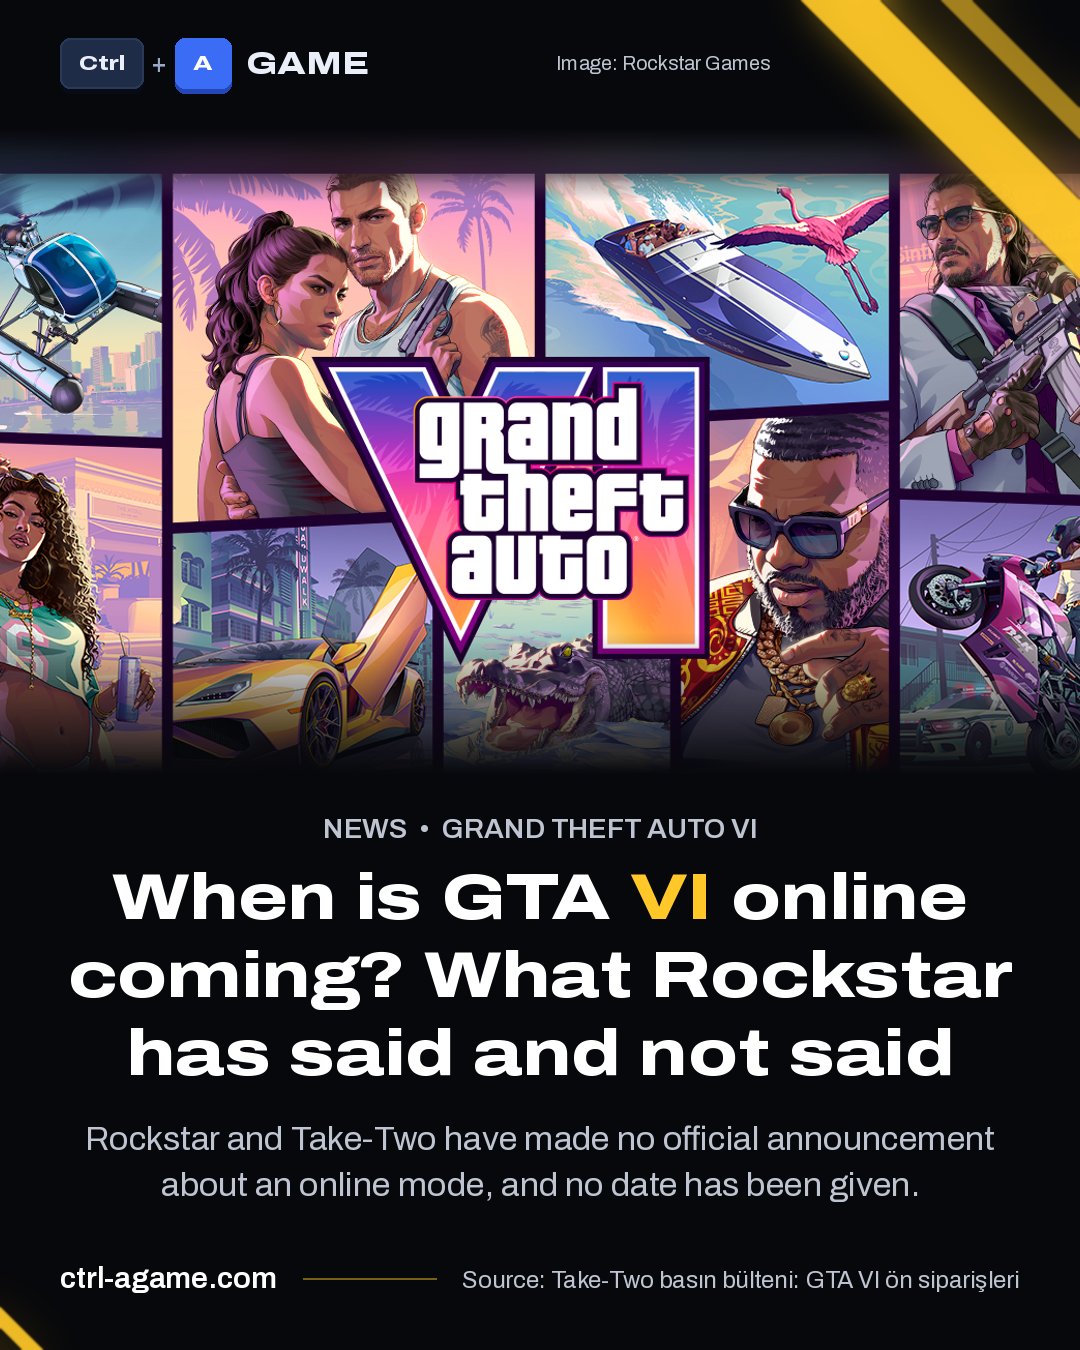 Ctrl + A GAME
Image: Rockstar Games
VI
grand
theft
auto
NEWS • GRAND THEFT AUTO VI
When is GTA VI online
coming? What Rockstar
has said and not said
Rockstar and Take-Two have made no official announcement
about an online mode, and no date has been given.
ctrl-agame.com
Source: Take-Two basın bülteni: GTA VI ön siparişleri